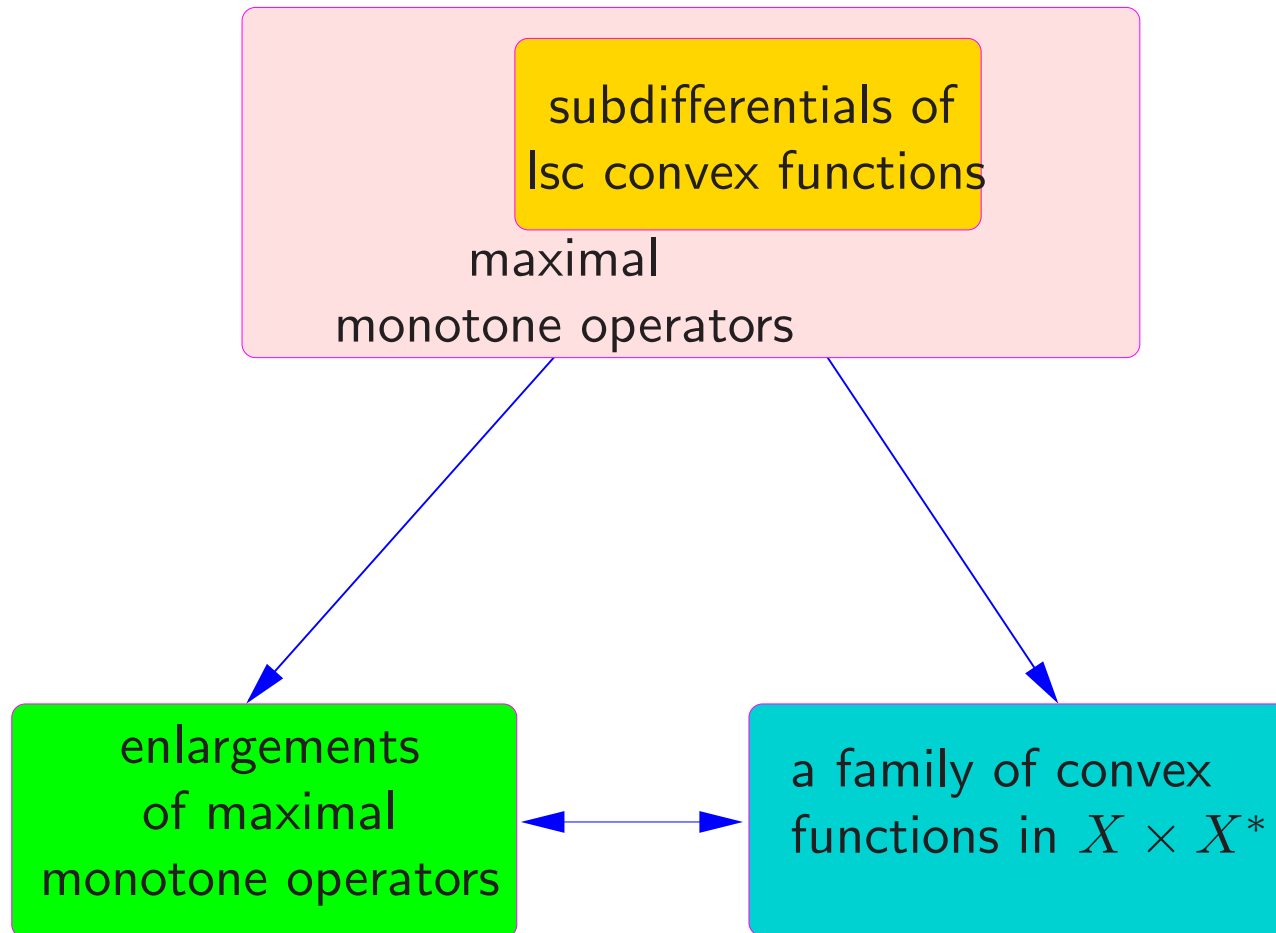 subdifferentials of
lsc convex functions
maximal
monotone operators
enlargements
of maximal
monotone operators
a family of convex
functions in X × X*